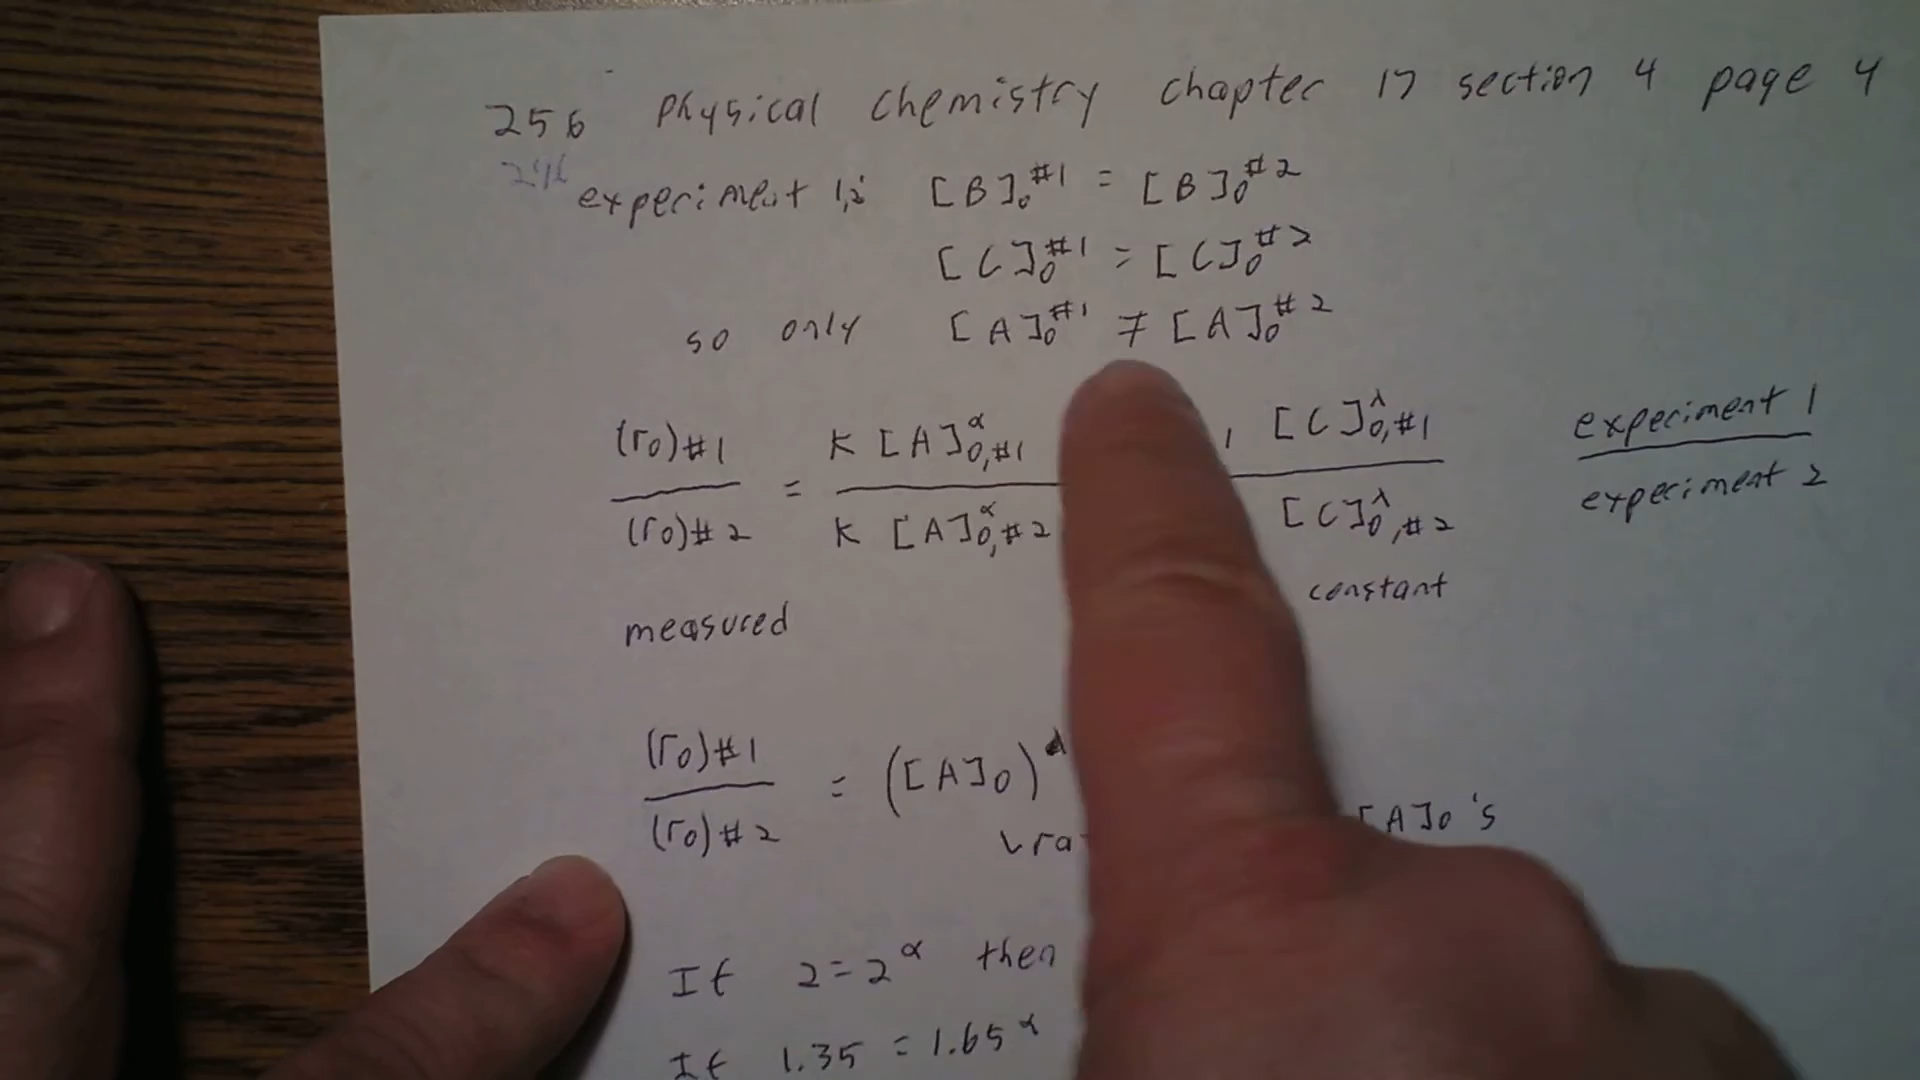 256 Physical Chemistry chapter 17 section 4 page 4
experiment 1,2 [B]₀^#1 = [B]₀^#2
[C]₀^#1 = [C]₀^#2
so only [A]₀^#1 ≠ [A]₀^#2
(r₀)#1 / (r₀)#2 = K [A]^α₀,#1 [C]^λ₀,#1 / K [A]^α₀,#2 [C]^λ₀,#2 experiment 1 / experiment 2
measured constant
(r₀)#1 / (r₀)#2 = ([A]₀)^α
[A]₀'s
If 2 = 2^α then
If 1.35 = 1.65^α